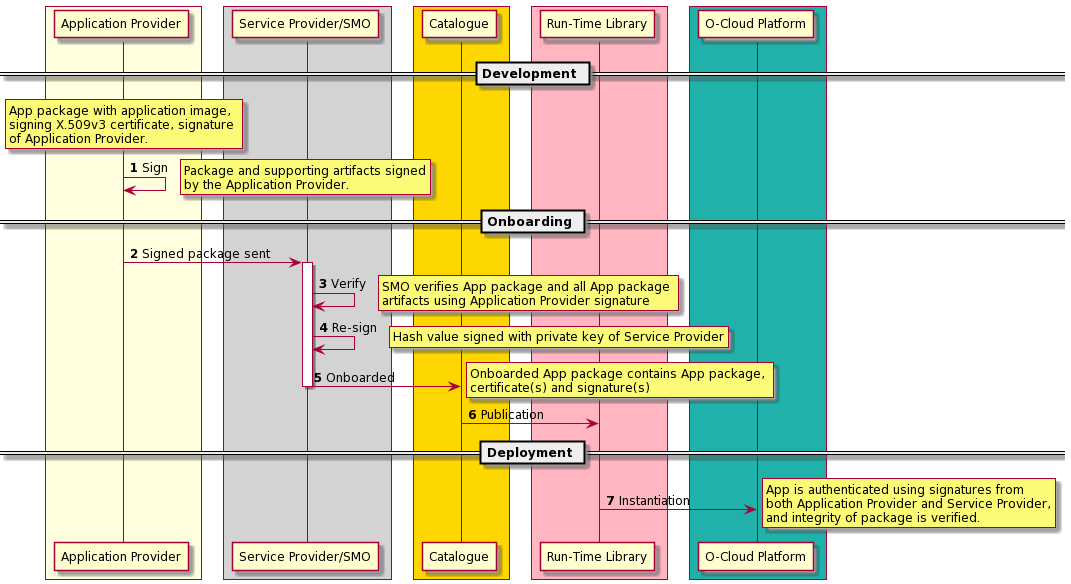 Application Provider
Service Provider/SMO
Catalogue
Run-Time Library
O-Cloud Platform
Development
App package with application image,
signing X.509v3 certificate, signature
of Application Provider.
1 Sign
Package and supporting artifacts signed
by the Application Provider.
Onboarding
2 Signed package sent
3 Verify
SMO verifies App package and all App package
artifacts using Application Provider signature
4 Re-sign
Hash value signed with private key of Service Provider
5 Onboarded
Onboarded App package contains App package,
certificate(s) and signature(s)
6 Publication
Deployment
7 Instantiation
App is authenticated using signatures from
both Application Provider and Service Provider,
and integrity of package is verified.
Application Provider
Service Provider/SMO
Catalogue
Run-Time Library
O-Cloud Platform